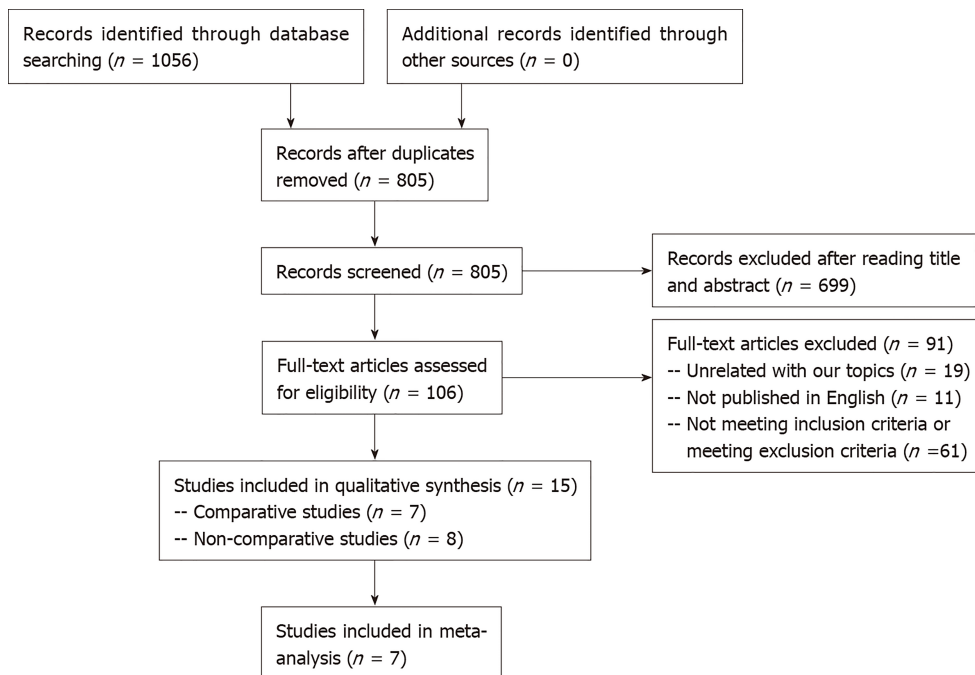 Records identified through database
searching (n = 1056)
Additional records identified through
other sources (n = 0)
Records after duplicates
removed (n = 805)
Records screened (n = 805)
Records excluded after reading title
and abstract (n = 699)
Full-text articles assessed
for eligibility (n = 106)
Full-text articles excluded (n = 91)
-- Unrelated with our topics (n = 19)
-- Not published in English (n = 11)
-- Not meeting inclusion criteria or
meeting exclusion criteria (n =61)
Studies included in qualitative synthesis (n = 15)
-- Comparative studies (n = 7)
-- Non-comparative studies (n = 8)
Studies included in meta-
analysis (n = 7)